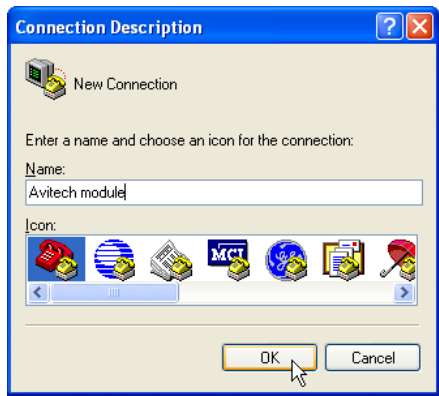 Connection Description
New Connection
Enter a name and choose an icon for the connection:
Name:
Avitech module
Icon:
MCI
OK
Cancel